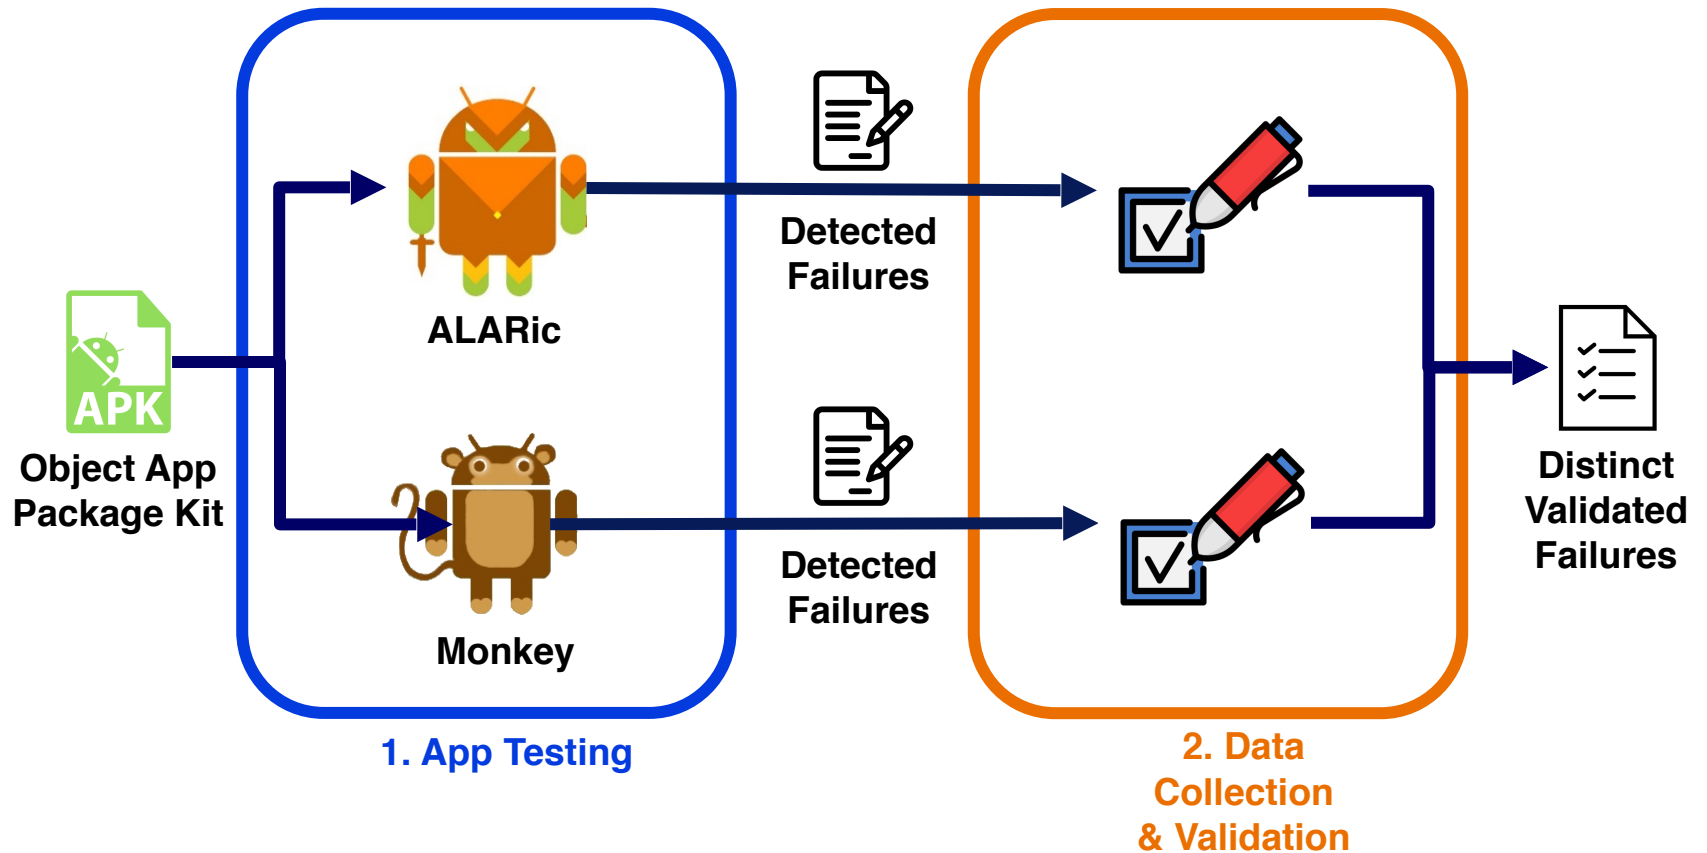 APK
Object App
Package Kit
ALARic
Monkey
1. App Testing
Detected
Failures
Detected
Failures
2. Data
Collection
& Validation
Distinct
Validated
Failures